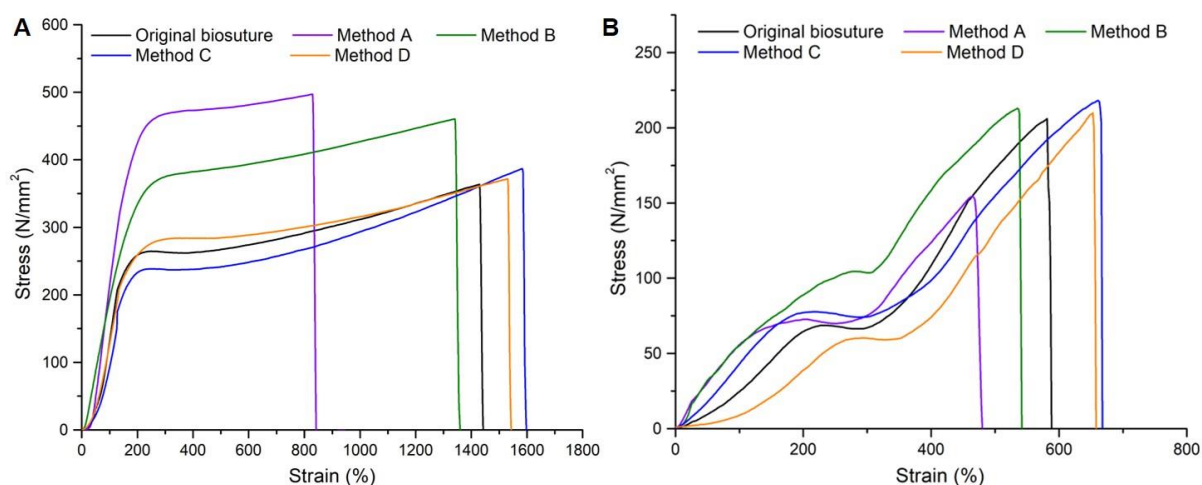 A
Original biosuture Method A Method B
Method C Method D
600
500
400
300
200
100
0
Stress (N/mm²)
0 200 400 600 800 1000 1200 1400 1600 1800
Strain (%)
B
Original biosuture Method A Method B
Method C Method D
250
200
150
100
50
0
Stress (N/mm²)
0 200 400 600 800
Strain (%)